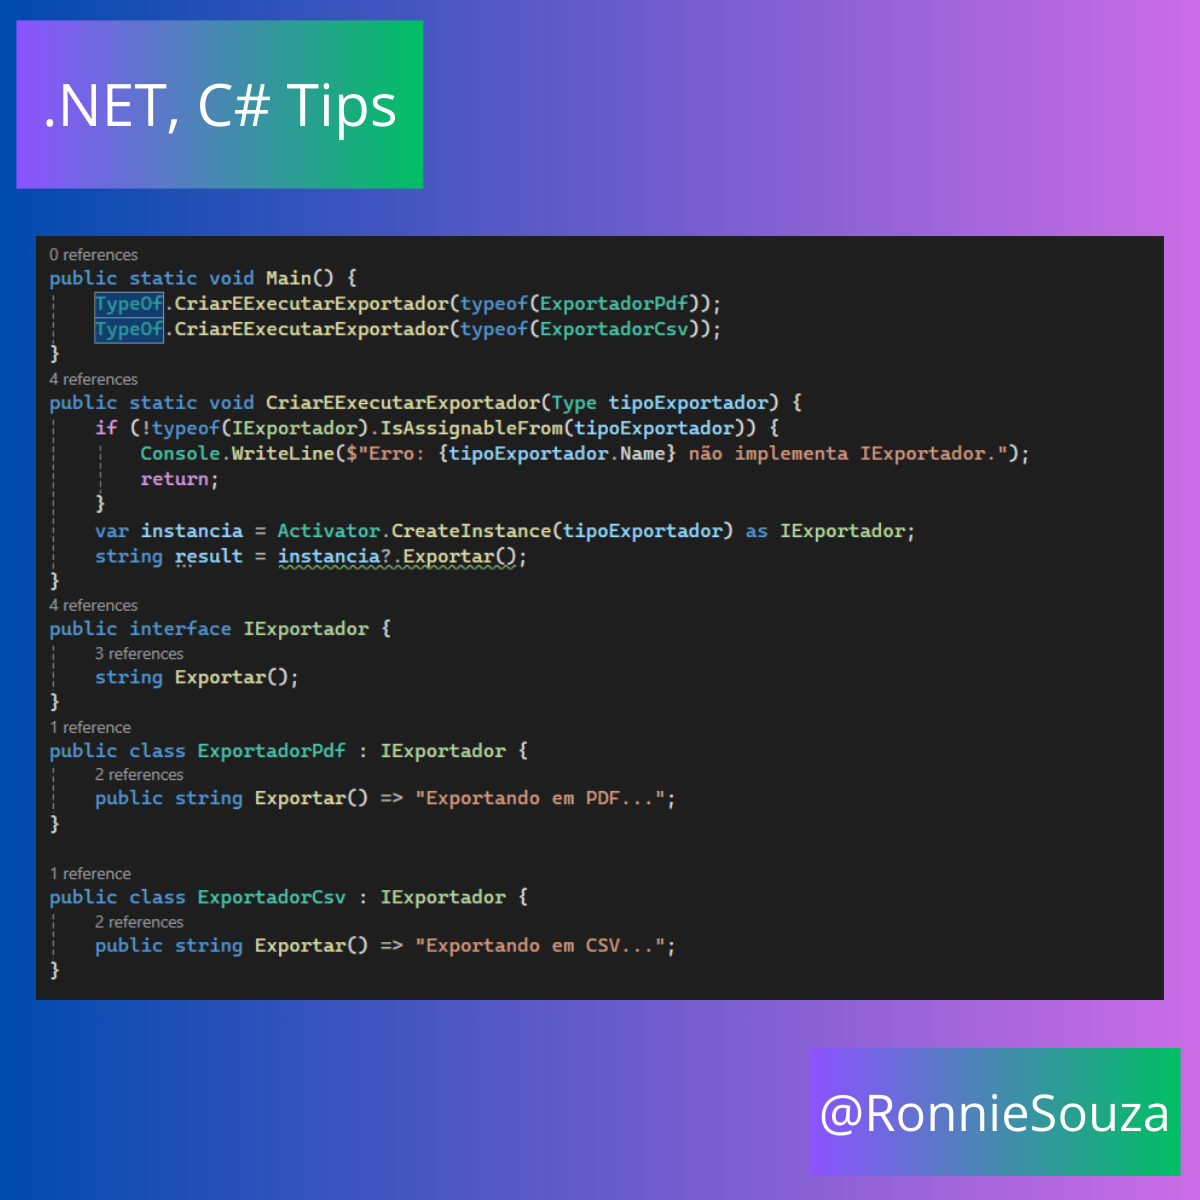 .NET, C# Tips
0 references
public static void Main() {
TypeOf.CriarEExecutarExportador(typeof(ExportadorPdf));
TypeOf.CriarEExecutarExportador(typeof(ExportadorCsv));
}
4 references
public static void CriarEExecutarExportador(Type tipoExportador) {
if (!typeof(IExportador).IsAssignableFrom(tipoExportador)) {
Console.WriteLine($"Erro: {tipoExportador.Name} não implementa IExportador.");
return;
}
var instancia = Activator.CreateInstance(tipoExportador) as IExportador;
string result = instancia?.Exportar();
}
4 references
public interface IExportador {
3 references
string Exportar();
}
1 reference
public class ExportadorPdf : IExportador {
2 references
public string Exportar() => "Exportando em PDF...";
}
1 reference
public class ExportadorCsv : IExportador {
2 references
public string Exportar() => "Exportando em CSV...";
}
@RonnieSouza